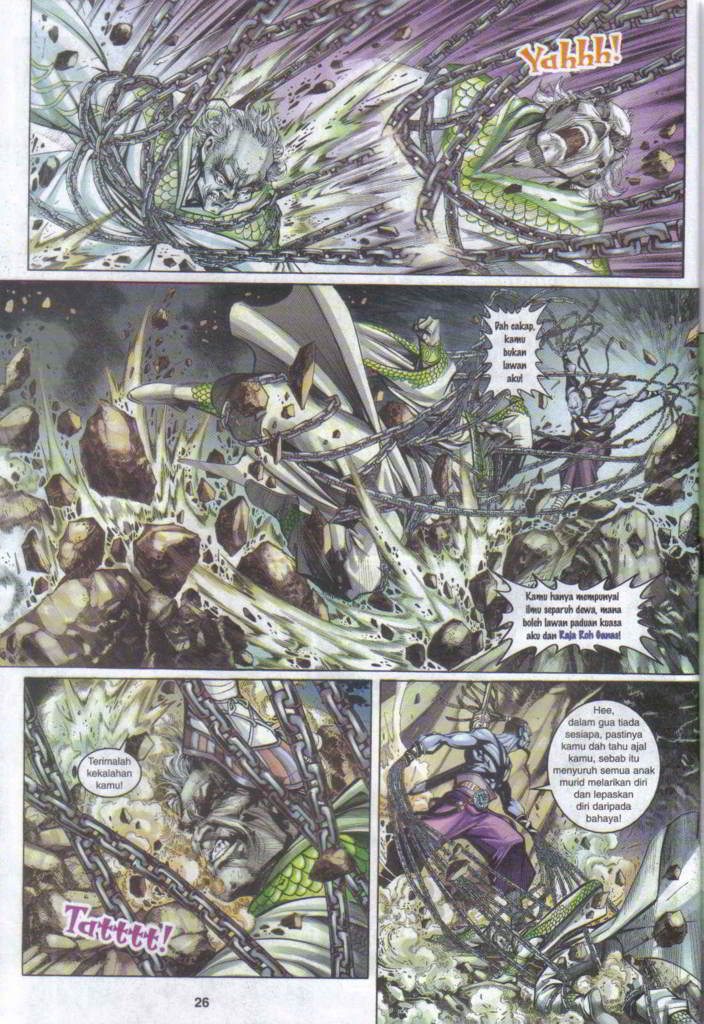 Yahhh!
Dah cakap,
kamu
bukan
lawan
aku!
Kamu hanya mempunyai
ilmu separuh dewa, mana
boleh lawan paduan kuasa
aku dan Raja Roh Ganas!
Terimalah
kekalahan
kamu!
Tatttt!
Hee,
dalam gua tiada
sesiapa, pastinya
kamu dah tahu ajal
kamu, sebab itu
menyuruh semua anak
murid melarikan diri
dan lepaskan
diri daripada
bahaya!
26